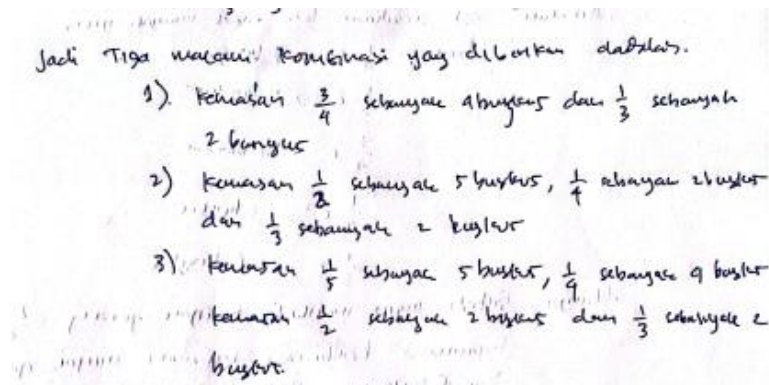 Jadi Tiga macam kombinasi yag diberikan adalah.
1). Kemasan 3/4 sebanyak 4 bungkus dan 1/3 sebanyak
2 bungkus
2) Kemasan 1/2 sebanyak 5 bungkus, 1/4 sebanyak 2 bungkus
dan 1/3 sebanyak 2 bungkus
3) Kemasan 1/5 sebanyak 5 bungkus, 1/4 sebanyak 4 bungkus
kemasan 1/2 sebanyak 2 bungkus dan 1/3 sebanyak 2
bungkus.